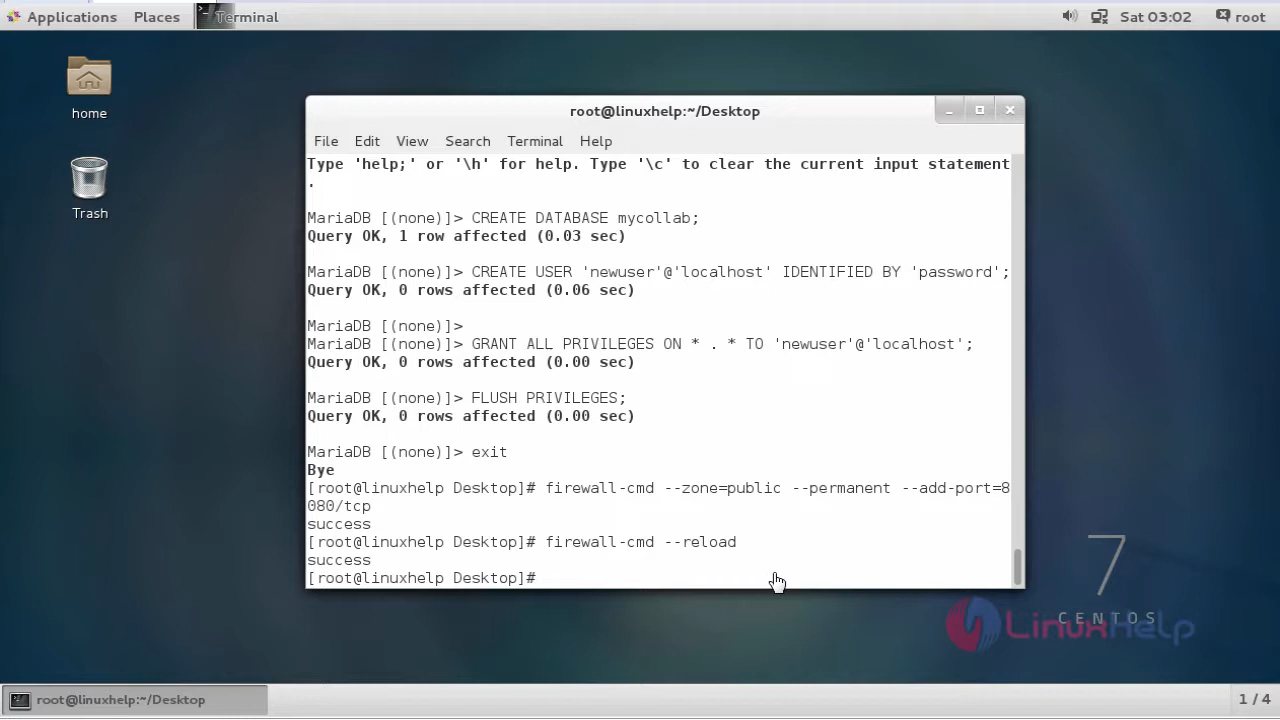 Applications Places Terminal Sat 03:02 root
home
Trash
root@linuxhelp:~/Desktop
File Edit View Search Terminal Help
Type 'help;' or '\h' for help. Type '\c' to clear the current input statement
.
MariaDB [(none)]> CREATE DATABASE mycollab;
Query OK, 1 row affected (0.03 sec)
MariaDB [(none)]> CREATE USER 'newuser'@'localhost' IDENTIFIED BY 'password';
Query OK, 0 rows affected (0.06 sec)
MariaDB [(none)]>
MariaDB [(none)]> GRANT ALL PRIVILEGES ON * . * TO 'newuser'@'localhost';
Query OK, 0 rows affected (0.00 sec)
MariaDB [(none)]> FLUSH PRIVILEGES;
Query OK, 0 rows affected (0.00 sec)
MariaDB [(none)]> exit
Bye
[root@linuxhelp Desktop]# firewall-cmd --zone=public --permanent --add-port=8
080/tcp
success
[root@linuxhelp Desktop]# firewall-cmd --reload
success
[root@linuxhelp Desktop]#
7
CENTOS
LinuxHelp
root@linuxhelp:~/Desktop 1 / 4